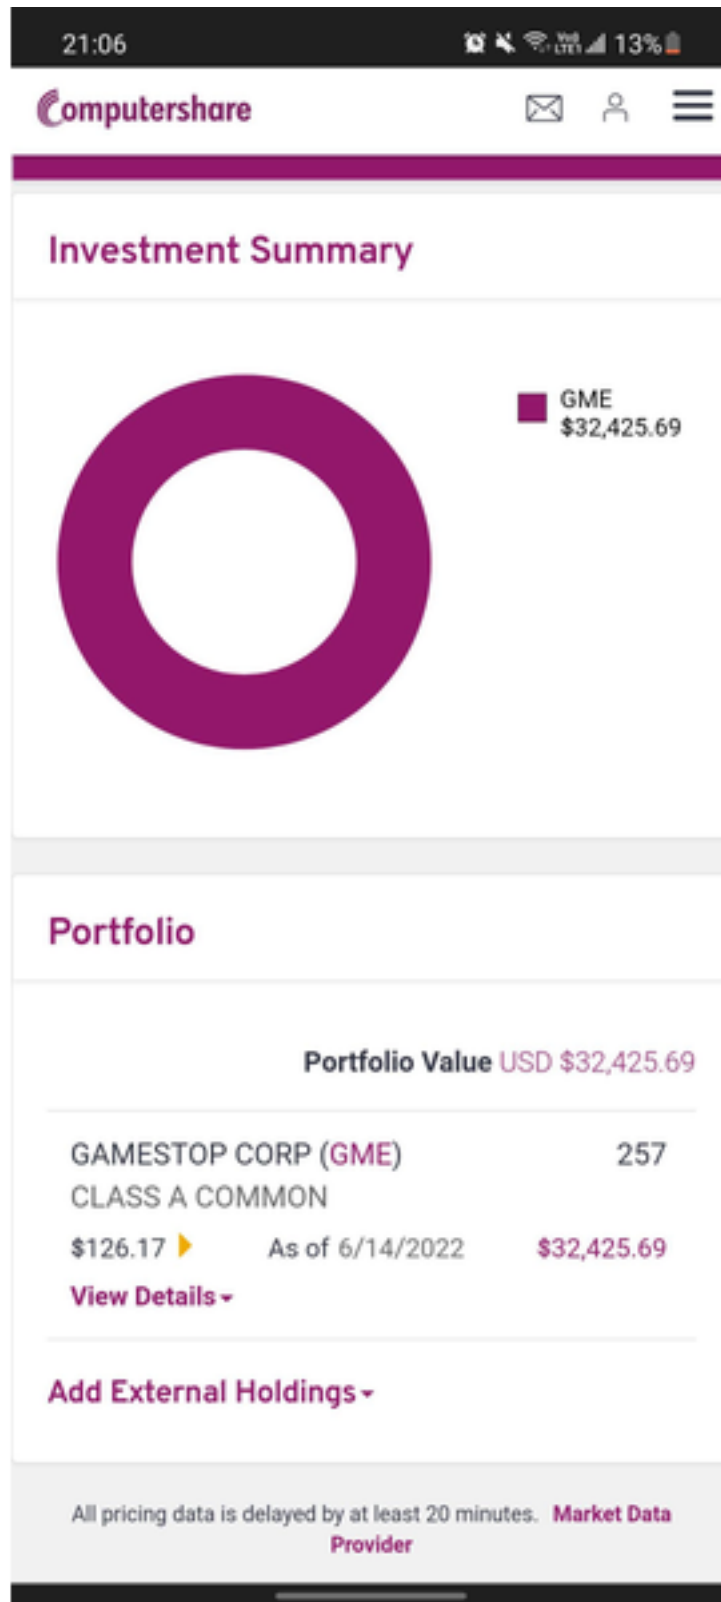 21:06 13%
Computershare
Investment Summary
GME
$32,425.69
Portfolio
Portfolio Value USD $32,425.69
GAMESTOP CORP (GME) 257
CLASS A COMMON
$126.17 As of 6/14/2022 $32,425.69
View Details
Add External Holdings
All pricing data is delayed by at least 20 minutes. Market Data
Provider